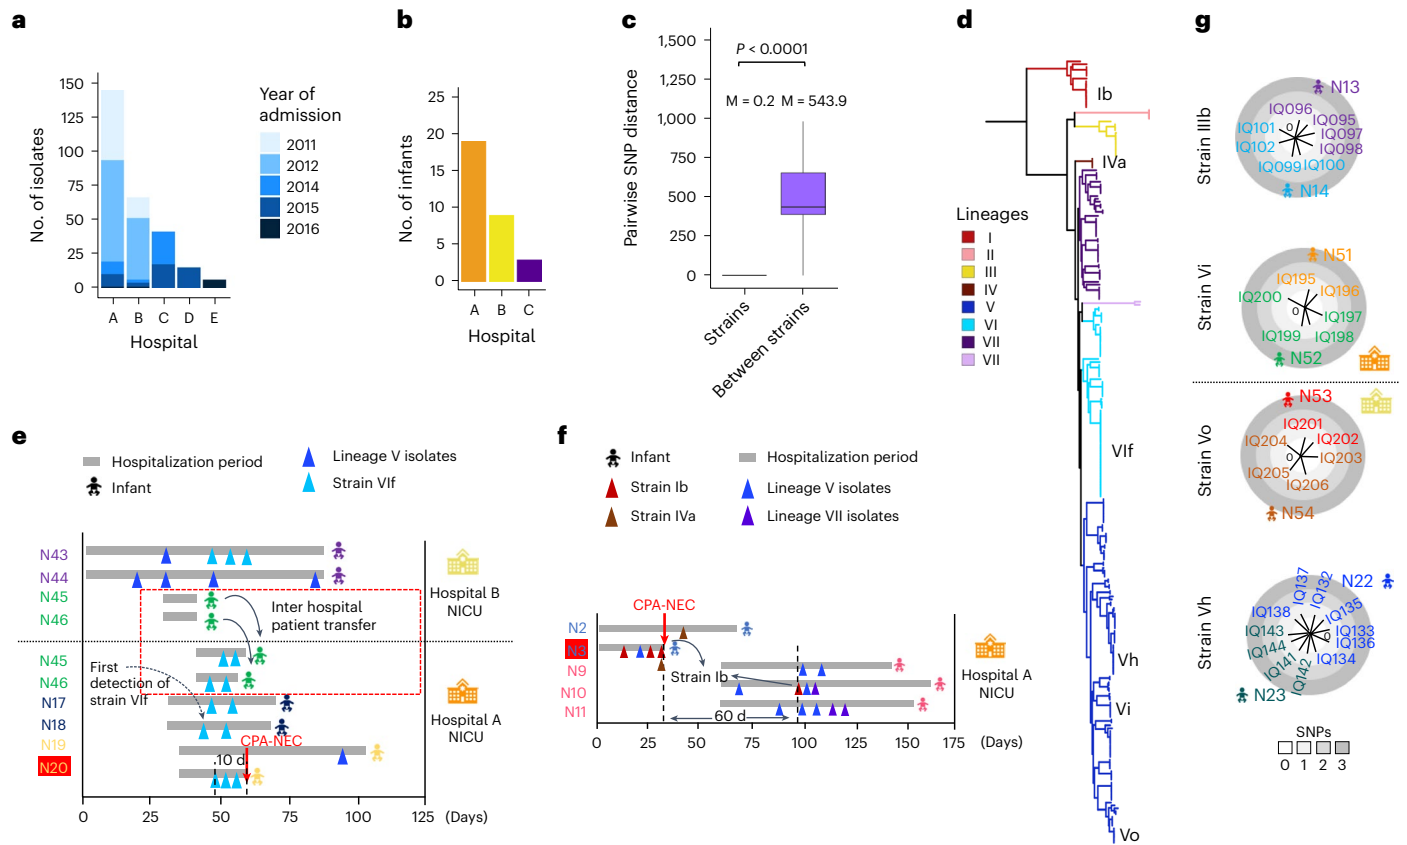 a
150
125
100
75
50
25
0
No. of isolates
A B C D E
Hospital
Year of
admission
2011
2012
2014
2015
2016
b
25
20
15
10
5
0
No. of infants
A B C
Hospital
c
1,500
1,250
1,000
750
500
250
0
Pairwise SNP distance
P < 0.0001
M = 0.2 M = 543.9
Strains
Between strains
d
Ib
IVa
VIf
Vh
Vi
Vo
Lineages
I
II
III
IV
V
VI
VII
VII
e
Hospitalization period
Infant
Lineage V isolates
Strain VIf
N43
N44
N45
N46
N45
N46
N17
N18
N19
N20
Hospital B
NICU
Inter hospital
patient transfer
First
detection of
strain VIf
Hospital A
NICU
CPA-NEC
10 d
0 25 50 75 100 125 (Days)
f
Infant
Strain Ib
Strain IVa
Hospitalization period
Lineage V isolates
Lineage VII isolates
CPA-NEC
N2
N3
N9
N10
N11
Strain Ib
60 d
Hospital A
NICU
0 25 50 75 100 125 150 175 (Days)
g
Strain IIIb
N13
IQ096
IQ095
IQ097
IQ098
IQ100
IQ099
IQ102
IQ101
0
N14
Strain Vi
N51
IQ195
IQ196
IQ197
IQ198
IQ199
IQ200
0
N52
Strain Vo
N53
IQ201
IQ202
IQ203
IQ206
IQ205
IQ204
0
N54
Strain Vh
N22
IQ137
IQ132
IQ135
IQ133
IQ136
IQ134
IQ142
IQ141
IQ144
IQ143
IQ138
0
N23
SNPs
0 1 2 3